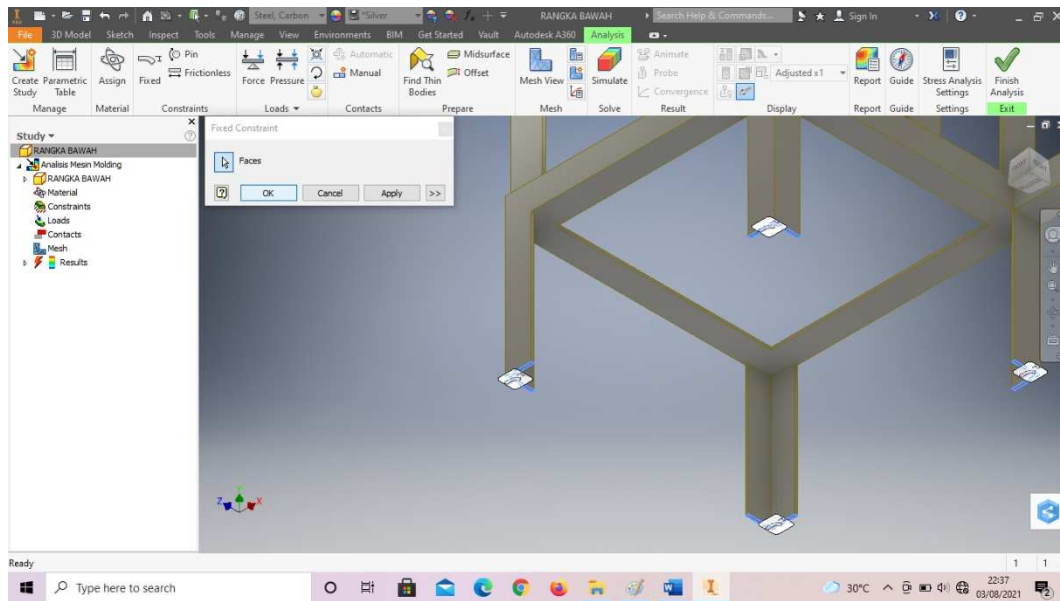 Steel, Carbon
*Silver
RANGKA BAWAH
Search Help & Commands...
Sign In
File 3D Model Sketch Inspect Tools Manage View Environments BIM Get Started Vault Autodesk A360 Analysis
Create Study
Parametric Table
Manage
Assign
Material
Fixed
Pin
Frictionless
Constraints
Force
Pressure
Loads
Automatic
Manual
Contacts
Find Thin Bodies
Midsurface
Offset
Prepare
Mesh View
Mesh
Simulate
Solve
Animate
Probe
Convergence
Result
Adjusted x1
Display
Report
Report
Guide
Guide
Stress Analysis Settings
Settings
Finish Analysis
Exit
Study
RANGKA BAWAH
Analisis Mesin Molding
RANGKA BAWAH
Material
Constraints
Loads
Contacts
Mesh
Results
Fixed Constraint
Faces
OK Cancel Apply >>
Z Y X
Ready
1 1
Type here to search
30°C
22:37
03/08/2021